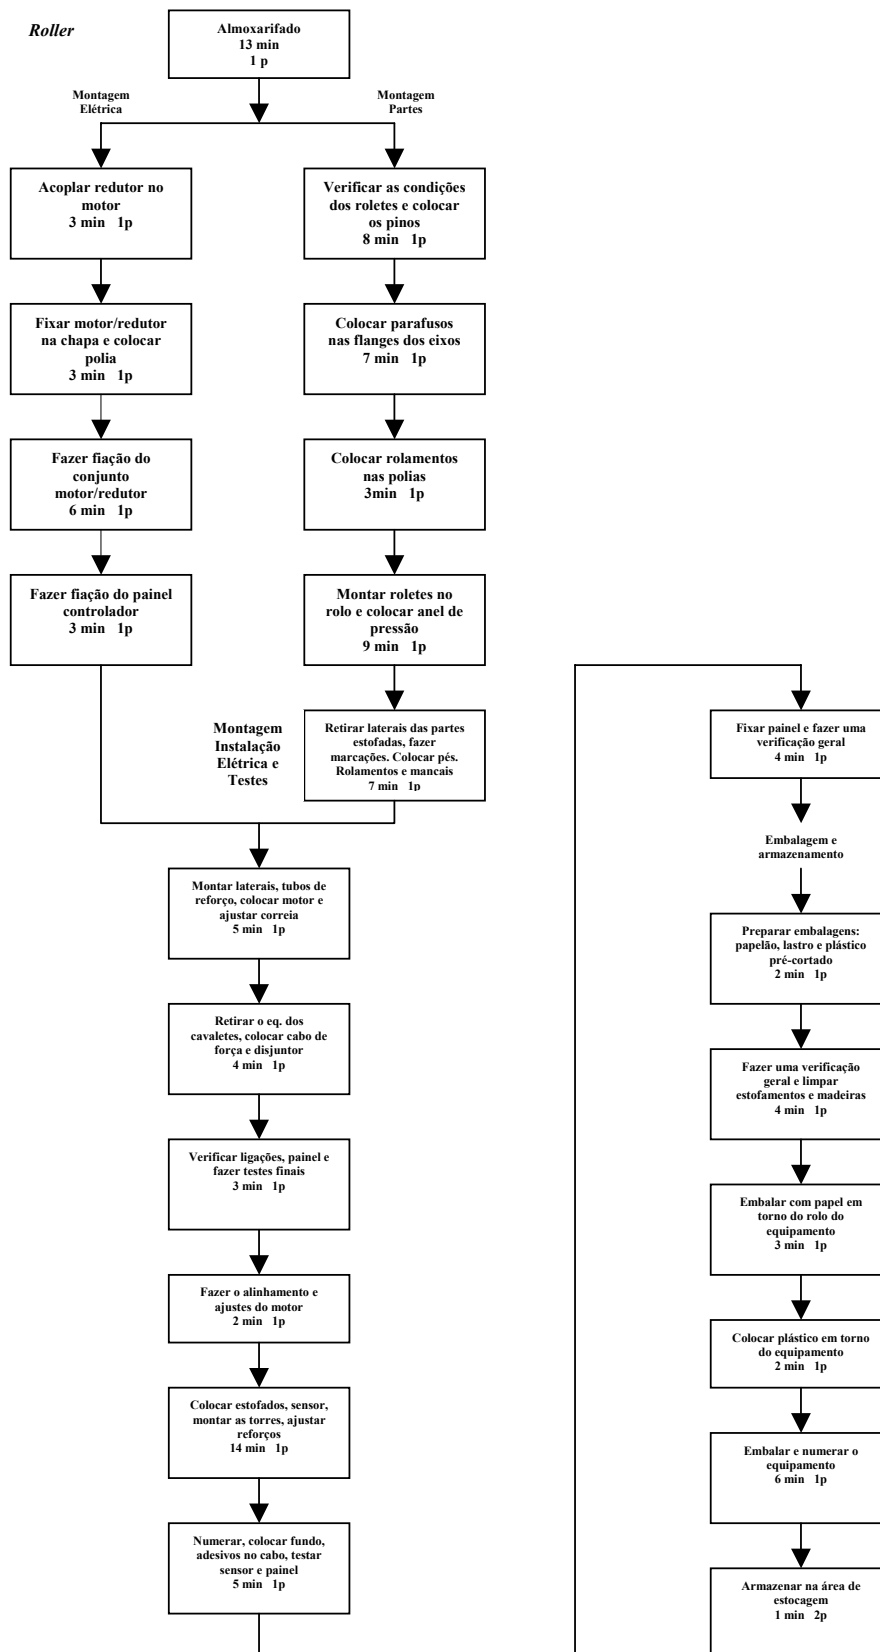 Roller
Almoxarifado
13 min
1 p
Montagem
Elétrica
Montagem
Partes
Acoplar redutor no
motor
3 min 1p
Fixar motor/redutor
na chapa e colocar
polia
3 min 1p
Fazer fiação do
conjunto
motor/redutor
6 min 1p
Fazer fiação do painel
controlador
3 min 1p
Verificar as condições
dos roletes e colocar
os pinos
8 min 1p
Colocar parafusos
nas flanges dos eixos
7 min 1p
Colocar rolamentos
nas polias
3min 1p
Montar roletes no
rolo e colocar anel de
pressão
9 min 1p
Retirar laterais das partes
estofadas, fazer
marcações. Colocar pés.
Rolamentos e mancais
7 min 1p
Montagem
Instalação
Elétrica e
Testes
Montar laterais, tubos de
reforço, colocar motor e
ajustar correia
5 min 1p
Retirar o eq. dos
cavaletes, colocar cabo de
força e disjuntor
4 min 1p
Verificar ligações, painel e
fazer testes finais
3 min 1p
Fazer o alinhamento e
ajustes do motor
2 min 1p
Colocar estofados, sensor,
montar as torres, ajustar
reforços
14 min 1p
Numerar, colocar fundo,
adesivos no cabo, testar
sensor e painel
5 min 1p
Fixar painel e fazer uma
verificação geral
4 min 1p
Embalagem e
armazenamento
Preparar embalagens:
papelão, lastro e plástico
pré-cortado
2 min 1p
Fazer uma verificação
geral e limpar
estofamentos e madeiras
4 min 1p
Embalar com papel em
torno do rolo do
equipamento
3 min 1p
Colocar plástico em torno
do equipamento
2 min 1p
Embalar e numerar o
equipamento
6 min 1p
Armazenar na área de
estocagem
1 min 2p